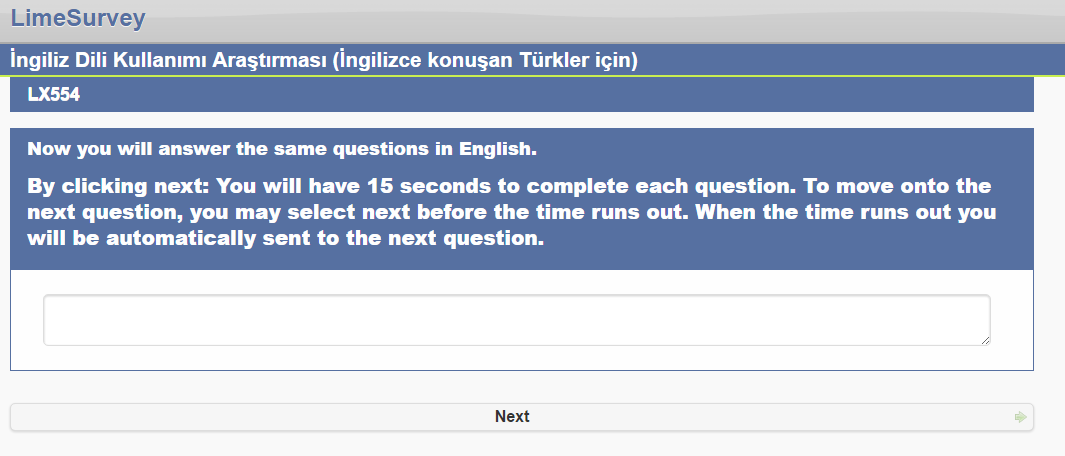 LimeSurvey
İngiliz Dili Kullanımı Araştırması (İngilizce konuşan Türkler için)
LX554
Now you will answer the same questions in English.
By clicking next: You will have 15 seconds to complete each question. To move onto the
next question, you may select next before the time runs out. When the time runs out you
will be automatically sent to the next question.
Next